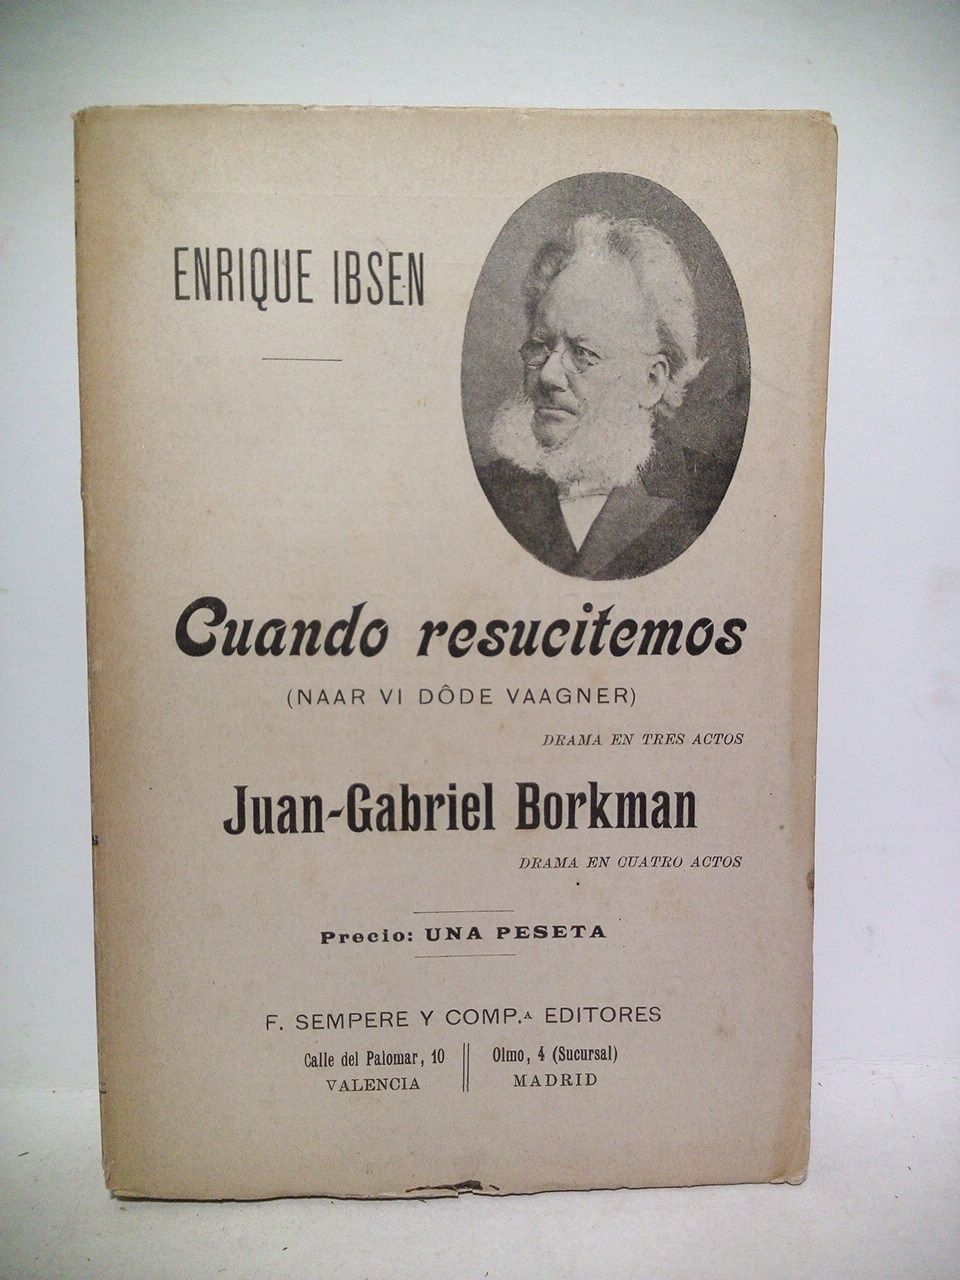 ENRIQUE IBSEN
Cuando resucitemos
(NAAR VI DÔDE VAAGNER)
DRAMA EN TRES ACTOS
Juan-Gabriel Borkman
DRAMA EN CUATRO ACTOS
Precio: UNA PESETA
F. SEMPERE Y COMP.ª EDITORES
Calle del Palomar, 10
VALENCIA
Olmo, 4 (Sucursal)
MADRID